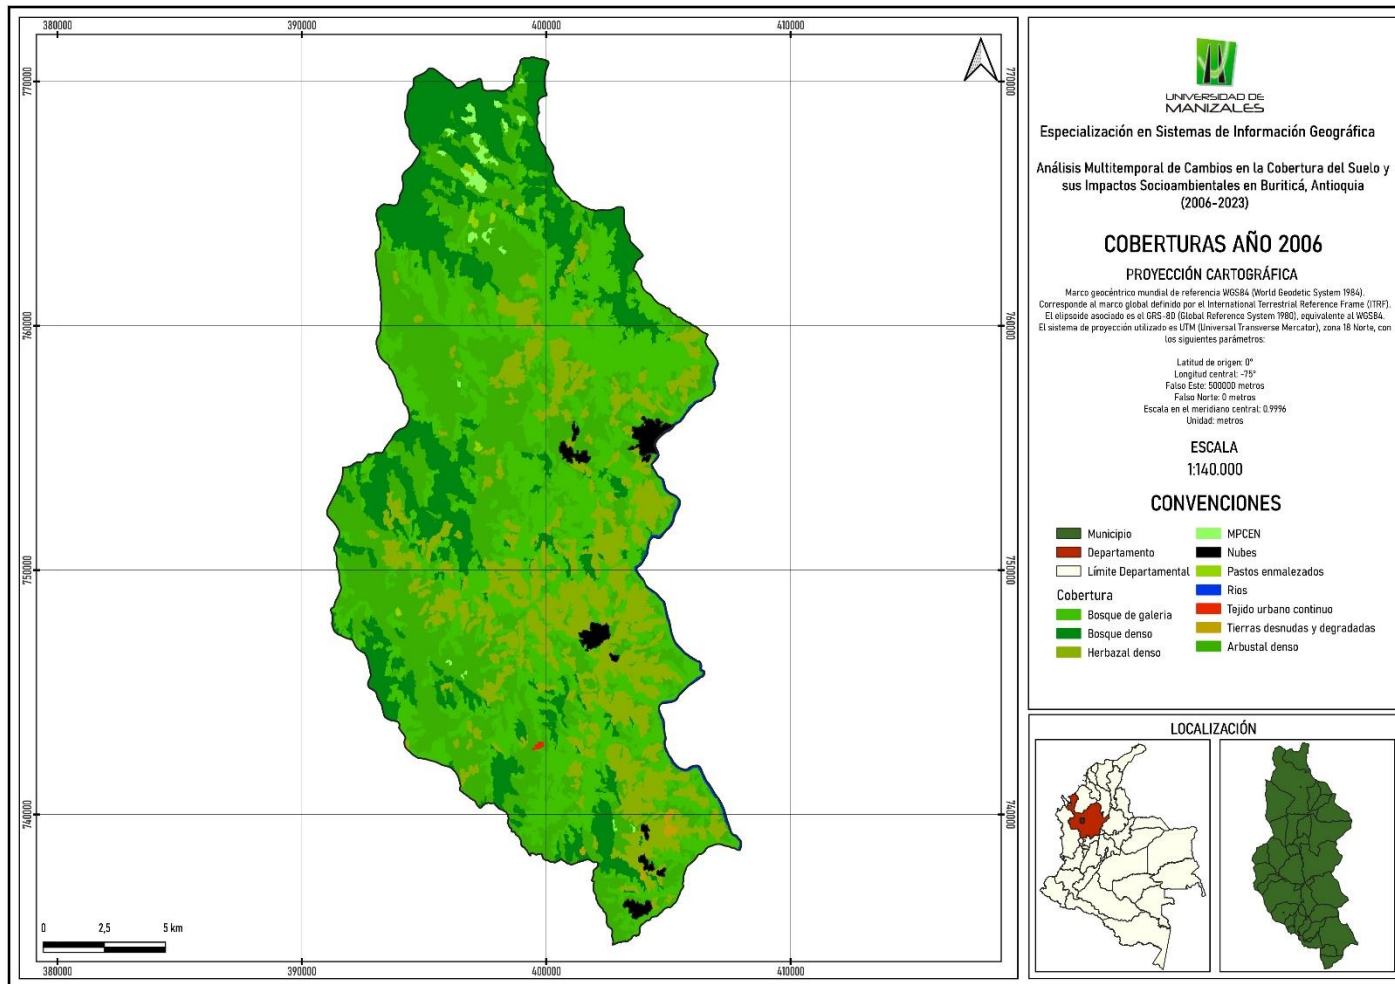 380000
390000
400000
410000
770000
760000
750000
740000
770000
760000
750000
740000
0 2,5 5 km
380000
390000
400000
410000
UNIVERSIDAD DE
MANIZALES
Especialización en Sistemas de Información Geográfica
Análisis Multitemporal de Cambios en la Cobertura del Suelo y
sus Impactos Socioambientales en Buriticá, Antioquia
(2006-2023)
COBERTURAS AÑO 2006
PROYECCIÓN CARTOGRÁFICA
Marco geocéntrico mundial de referencia WGS84 (World Geodetic System 1984).
Corresponde al marco global definido por el International Terrestrial Reference Frame (ITRF).
El elipsoide asociado es el GRS-80 (Global Reference System 1980), equivalente al WGS84.
El sistema de proyección utilizado es UTM (Universal Transverse Mercator), zona 18 Norte, con
los siguientes parámetros:
Latitud de origen: 0°
Longitud central: -75°
Falso Este: 500000 metros
Falso Norte: 0 metros
Escala en el meridiano central: 0.9996
Unidad: metros
ESCALA
1:140.000
CONVENCIONES
Municipio
Departamento
Límite Departamental
Cobertura
Bosque de galeria
Bosque denso
Herbazal denso
MPCEN
Nubes
Pastos enmalezados
Rios
Tejido urbano continuo
Tierras desnudas y degradadas
Arbustal denso
LOCALIZACIÓN